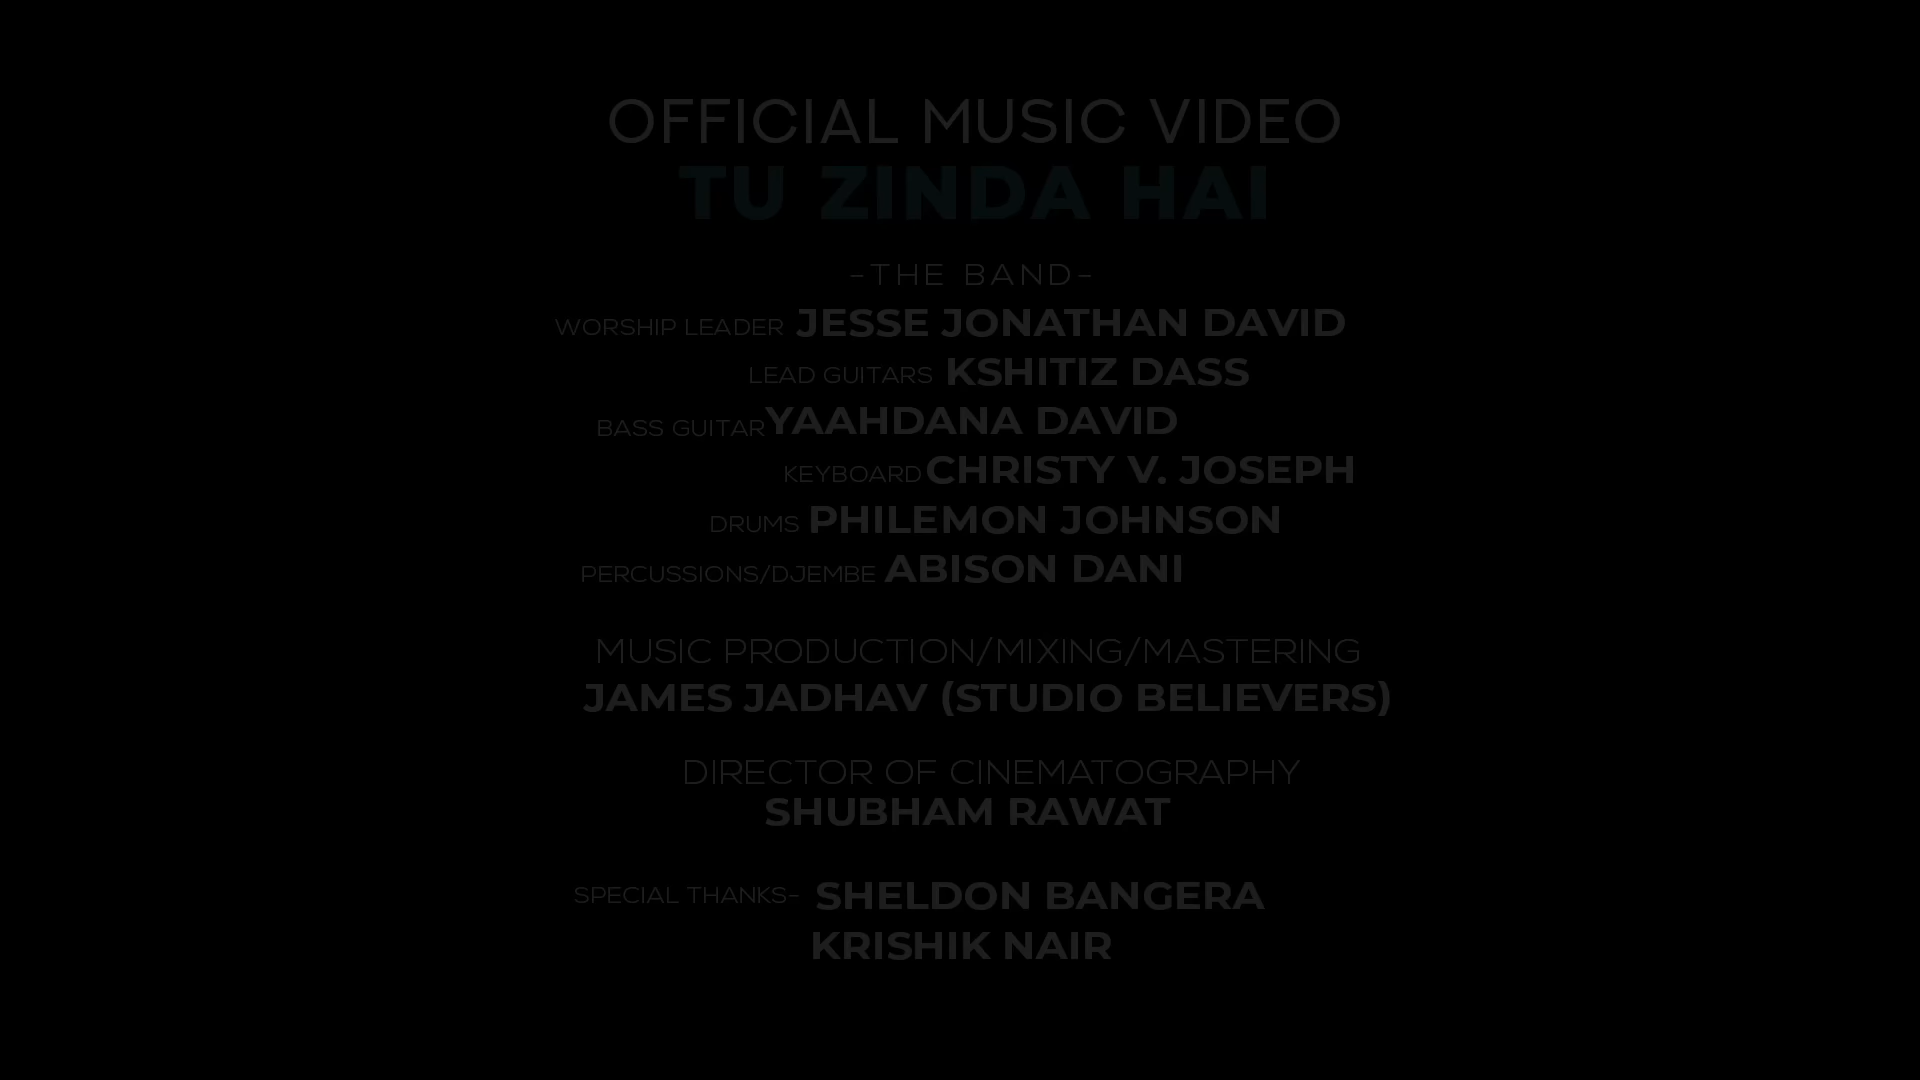 OFFICIAL MUSIC VIDEO
TU ZINDA HAI
-THE BAND-
WORSHIP LEADER JESSE JONATHAN DAVID
LEAD GUITARS KSHITIZ DASS
BASS GUITAR YAAHDANA DAVID
KEYBOARD CHRISTY V. JOSEPH
DRUMS PHILEMON JOHNSON
PERCUSSIONS/DJEMBE ABISON DANI
MUSIC PRODUCTION/MIXING/MASTERING
JAMES JADHAV (STUDIO BELIEVERS)
DIRECTOR OF CINEMATOGRAPHY
SHUBHAM RAWAT
SPECIAL THANKS- SHELDON BANGERA
KRISHIK NAIR